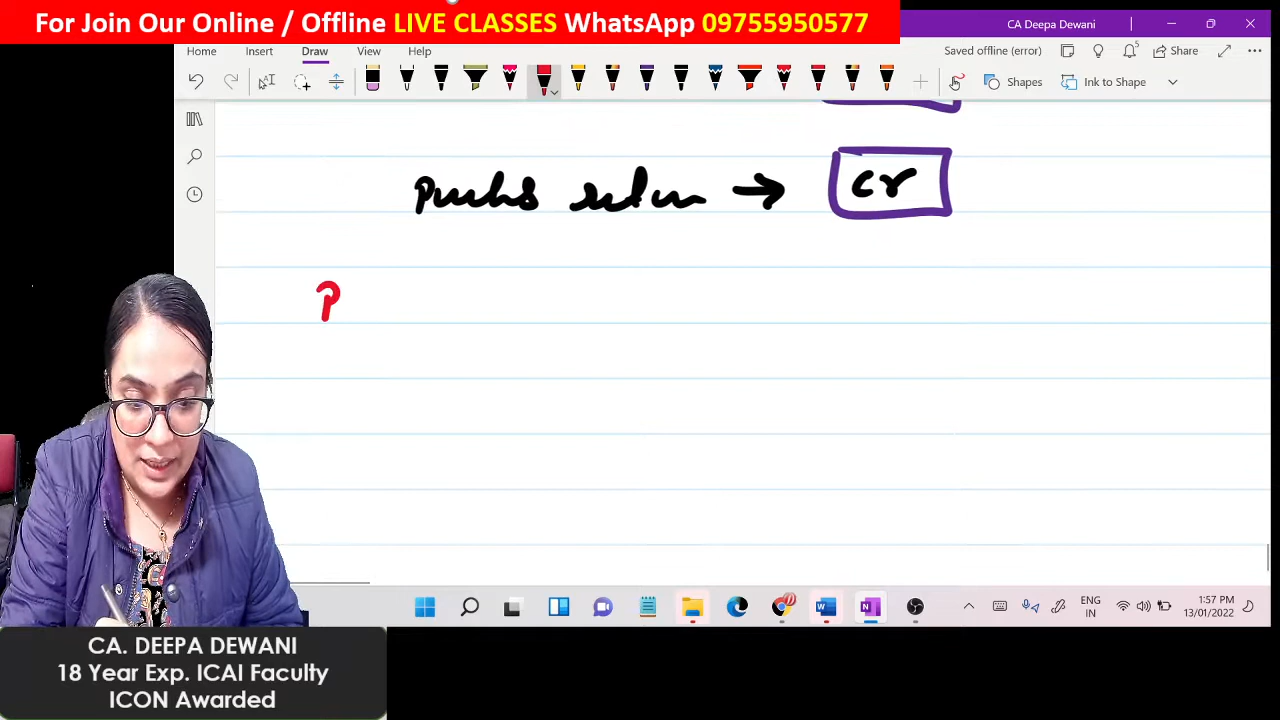 For Join Our Online / Offline LIVE CLASSES WhatsApp 09755950577
CA Deepa Dewani
Home Insert Draw View Help
Saved offline (error)
5
Share
Shapes
Ink to Shape
return → cr
P
ENG
IN
1:57 PM
13/01/2022
CA. DEEPA DEWANI
18 Year Exp. ICAI Faculty
ICON Awarded